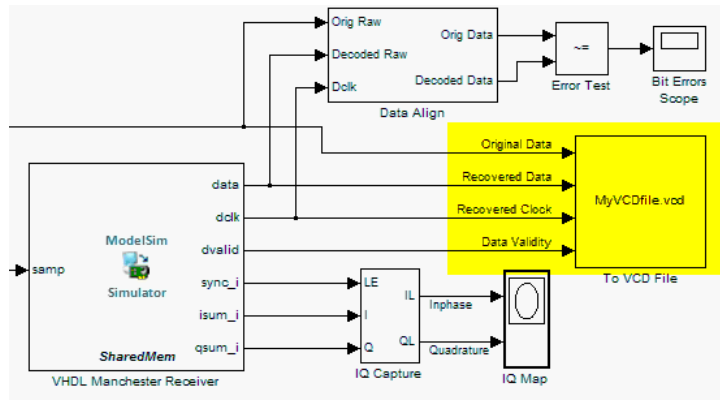 Orig Raw
Decoded Raw
Dclk
Orig Data
Decoded Data
Data Align
~=
Error Test
Bit Errors
Scope
Original Data
Recovered Data
Recovered Clock
Data Validity
MyVCDfile.vcd
To VCD File
samp
ModelSim
Simulator
SharedMem
data
dclk
dvalid
sync_i
isum_i
qsum_i
VHDL Manchester Receiver
LE
I
Q
IL
QL
IQ Capture
Inphase
Quadrature
IQ Map